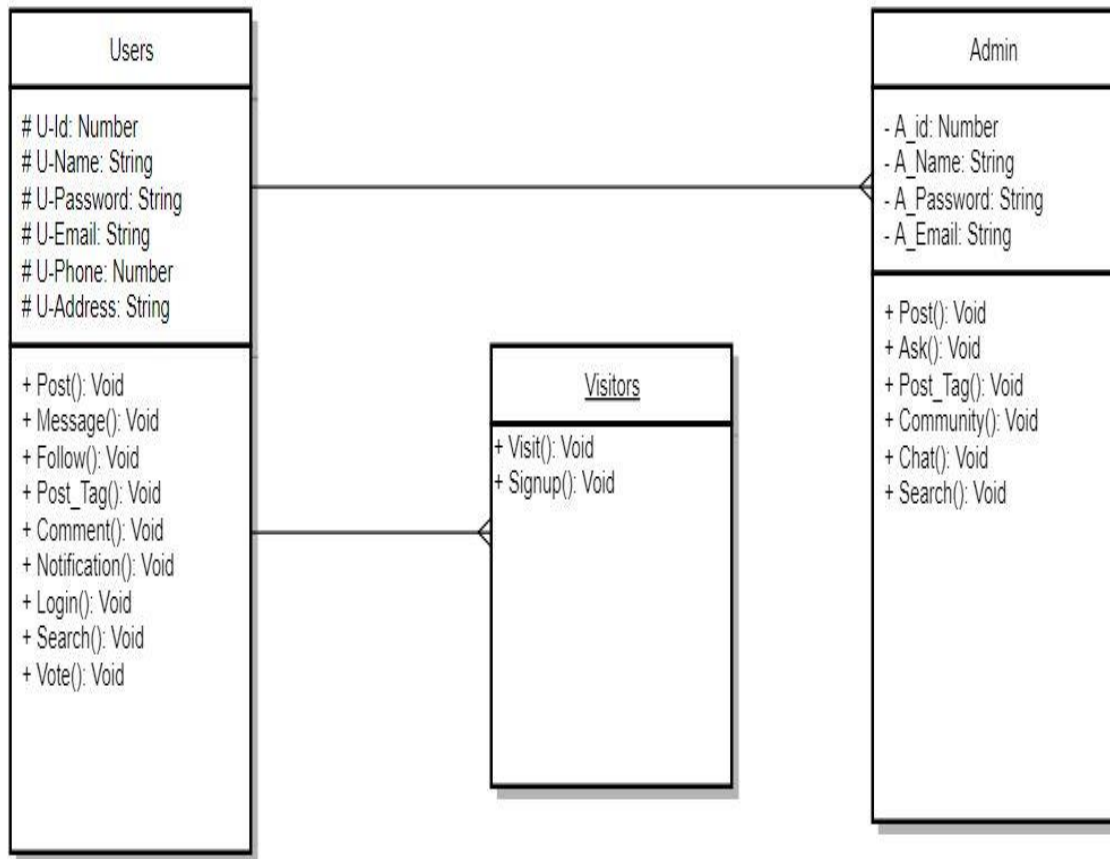 Users
# U-Id: Number
# U-Name: String
# U-Password: String
# U-Email: String
# U-Phone: Number
# U-Address: String
+ Post(): Void
+ Message(): Void
+ Follow(): Void
+ Post_Tag(): Void
+ Comment(): Void
+ Notification(): Void
+ Login(): Void
+ Search(): Void
+ Vote(): Void
Visitors
+ Visit(): Void
+ Signup(): Void
Admin
- A_id: Number
- A_Name: String
- A_Password: String
- A_Email: String
+ Post(): Void
+ Ask(): Void
+ Post_Tag(): Void
+ Community(): Void
+ Chat(): Void
+ Search(): Void